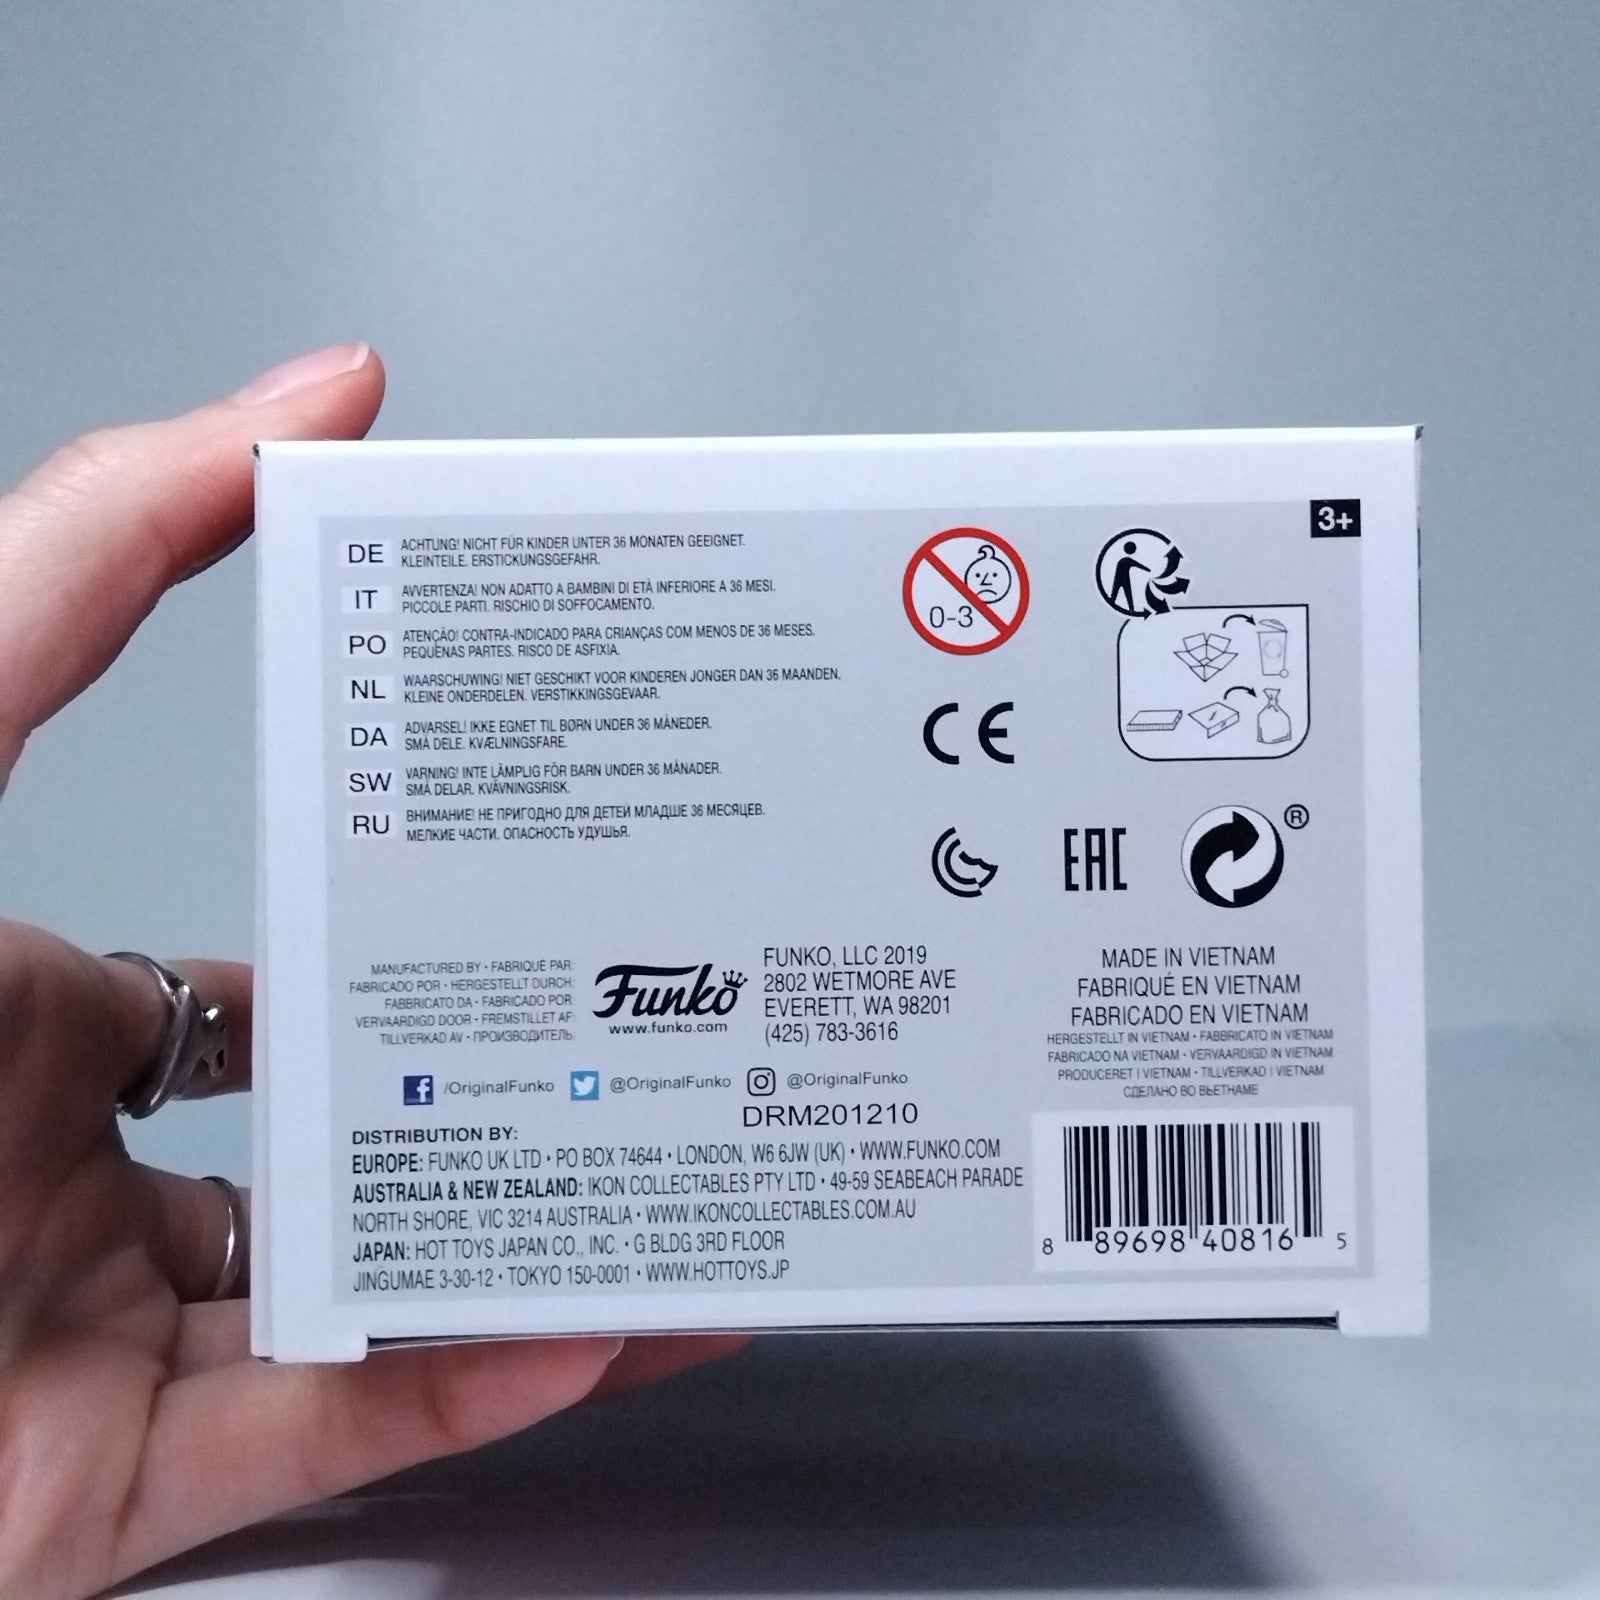 3+
DE
ACHTUNG! NICHT FÜR KINDER UNTER 36 MONATEN GEEIGNET.
KLEINTEILE. ERSTICKUNGSGEFAHR.
IT
AVVERTENZA! NON ADATTO A BAMBINI DI ETÀ INFERIORE A 36 MESI.
PICCOLE PARTI. RISCHIO DI SOFFOCAMENTO.
PO
ATENÇÃO! CONTRA-INDICADO PARA CRIANÇAS COM MENOS DE 36 MESES.
PEQUENAS PARTES. RISCO DE ASFIXIA.
NL
WAARSCHUWING! NIET GESCHIKT VOOR KINDEREN JONGER DAN 36 MAANDEN.
KLEINE ONDERDELEN. VERSTIKKINGSGEVAAR.
DA
ADVARSEL! IKKE EGNET TIL BØRN UNDER 36 MÅNEDER.
SMÅ DELE. KVÆLNINGSFARE.
SW
VARNING! INTE LÄMPLIG FÖR BARN UNDER 36 MÅNADER.
SMÅ DELAR. KVÄVNINGSRISK.
RU
ВНИМАНИЕ! НЕ ПРИГОДНО ДЛЯ ДЕТЕЙ МЛАДШЕ 36 МЕСЯЦЕВ.
МЕЛКИЕ ЧАСТИ. ОПАСНОСТЬ УДУШЬЯ.
0-3
CE
EAC
®
MANUFACTURED BY • FABRIQUÉ PAR:
FABRICADO POR • HERGESTELLT DURCH:
FABBRICATO DA • FABRICADO POR:
VERVAARDIGD DOOR • FREMSTILLET AF:
TILLVERKAD AV • ПРОИЗВОДИТЕЛЬ:
Funko
www.funko.com
FUNKO, LLC 2019
2802 WETMORE AVE
EVERETT, WA 98201
(425) 783-3616
MADE IN VIETNAM
FABRIQUÉ EN VIETNAM
FABRICADO EN VIETNAM
HERGESTELLT IN VIETNAM • FABBRICATO IN VIETNAM
FABRICADO NA VIETNAM • VERVAARDIGD IN VIETNAM
PRODUCERET I VIETNAM • TILLVERKAD I VIETNAM
СДЕЛАНО ВО ВЬЕТНАМЕ
f /OriginalFunko @OriginalFunko @OriginalFunko
DRM201210
DISTRIBUTION BY:
EUROPE: FUNKO UK LTD • PO BOX 74644 • LONDON, W6 6JW (UK) • WWW.FUNKO.COM
AUSTRALIA & NEW ZEALAND: IKON COLLECTABLES PTY LTD • 49-59 SEABEACH PARADE
NORTH SHORE, VIC 3214 AUSTRALIA • WWW.IKONCOLLECTABLES.COM.AU
JAPAN: HOT TOYS JAPAN CO., INC. • G BLDG 3RD FLOOR
JINGUMAE 3-30-12 • TOKYO 150-0001 • WWW.HOTTOYS.JP
8 89698 40816 5